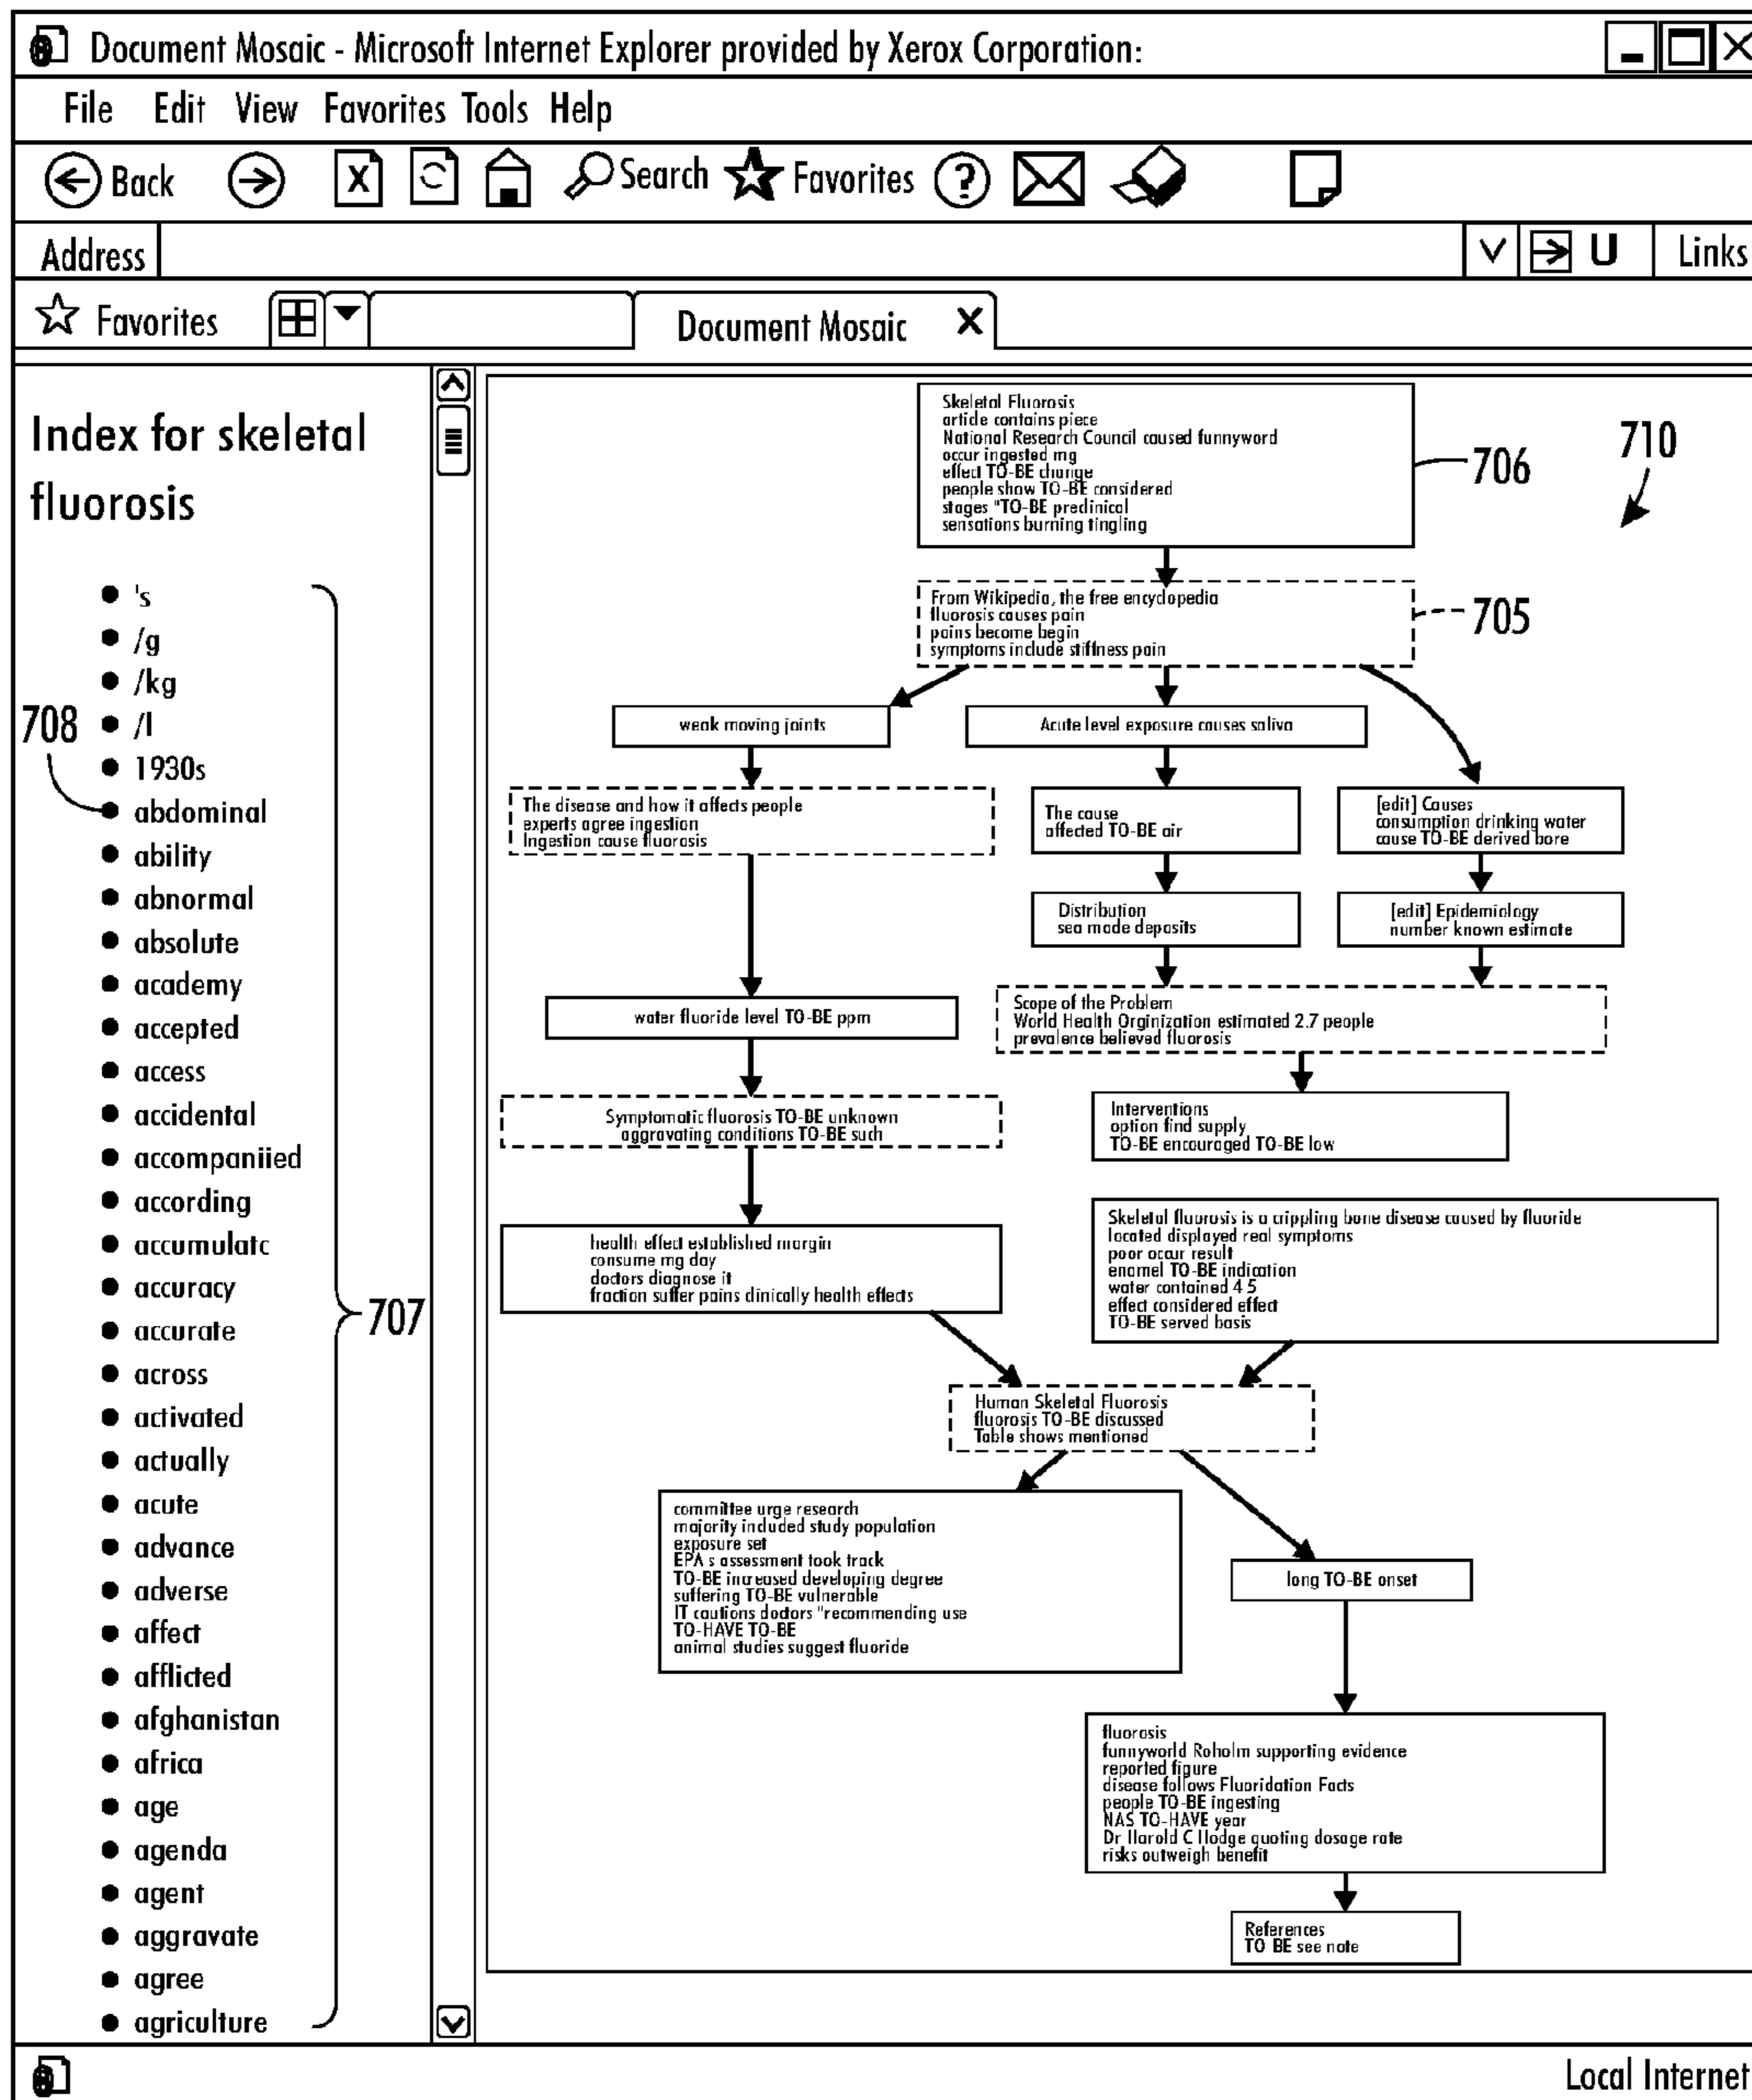 Document Mosaic - Microsoft Internet Explorer provided by Xerox Corporation:
File Edit View Favorites Tools Help
Back X Search Favorites ?
Address
U Links
Favorites
Document Mosaic X
Index for skeletal
fluorosis
's
/g
/kg
708
/l
1930s
abdominal
ability
abnormal
absolute
academy
accepted
access
accidental
accompaniied
according
accumulatc
accuracy
707
accurate
across
activated
actually
acute
advance
adverse
affect
afflicted
afghanistan
africa
age
agenda
agent
aggravate
agree
agriculture
Skeletal Fluorosis
article contains piece
National Research Council caused funnyword
occur ingested mg
effect TO-BE change
people show TO-BE considered
stages "TO-BE preclinical
sensations burning tingling
706
710
From Wikipedia, the free encyclopedia
fluorosis causes pain
pains become begin
symptoms include stiffness pain
705
weak moving joints
Acute level exposure causes saliva
The disease and how it affects people
experts agree ingestion
Ingestion cause fluorosis
The cause
affected TO-BE air
[edit] Causes
consumption drinking water
cause TO-BE derived bore
Distribution
sea made deposits
[edit] Epidemiology
number known estimate
water fluoride level TO-BE ppm
Scope of the Problem
World Health Orginization estimated 2.7 people
prevalence believed fluorosis
Symptomatic fluorosis TO-BE unknown
aggravating conditions TO-BE such
Interventions
option find supply
TO-BE encouraged TO-BE low
health effect established margin
consume mg day
doctors diagnose it
fraction suffer pains clinically health effects
Skeletal fluorosis is a crippling bone disease caused by fluoride
located displayed real symptoms
poor occur result
enamel TO-BE indication
water contained 4 5
effect considered effect
TO-BE served basis
Human Skeletal Fluorosis
fluorosis TO-BE discussed
Table shows mentioned
committee urge research
majority included study population
exposure set
EPA s assessment took track
TO-BE increased developing degree
suffering TO-BE vulnerable
IT cautions doctors "recommending use
TO-HAVE TO-BE
animal studies suggest fluoride
long TO-BE onset
fluorosis
funnyworld Roholm supporting evidence
reported figure
disease follows Fluoridation Facts
people TO-BE ingesting
NAS TO-HAVE year
Dr Harold C Hodge quoting dosage rate
risks outweigh benefit
References
TO BE see note
Local Internet